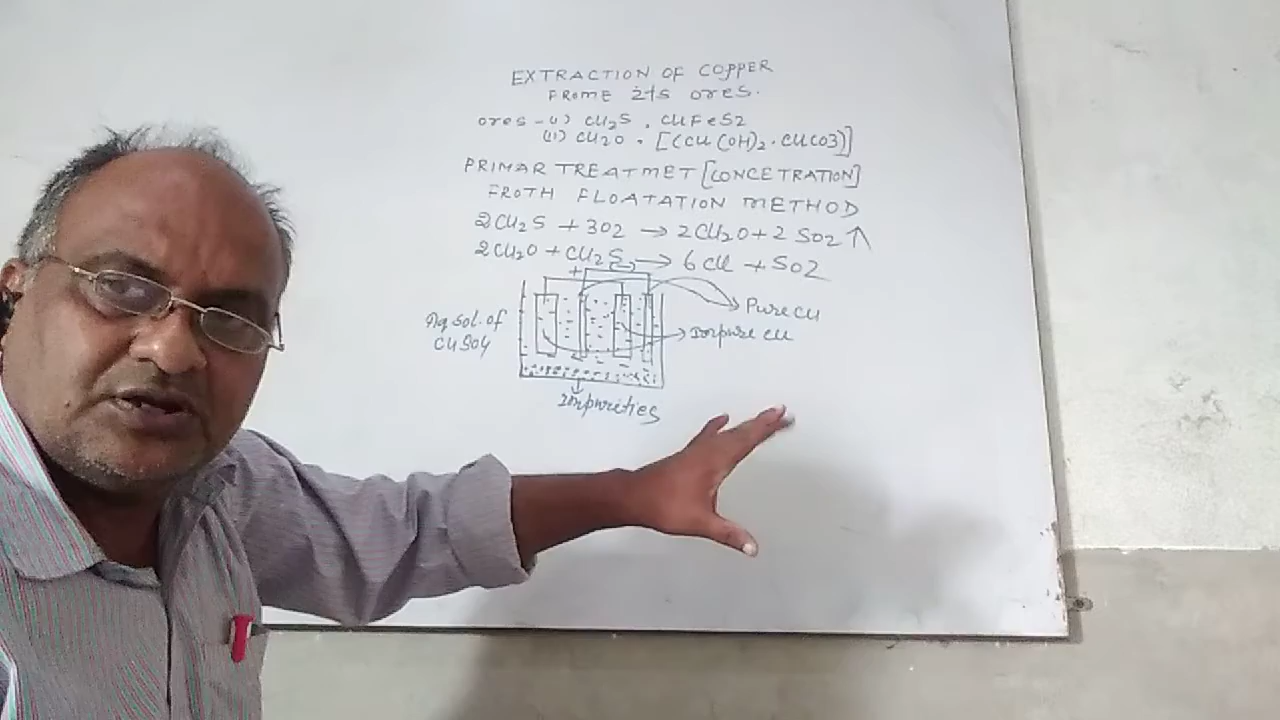 EXTRACTION OF COPPER
FROME its ores.
ores - (i) CU2S, CUFeS2
(ii) CU2O . [(CU(OH)2.CUCO3)]
PRIMAR TREATMET [CONCETRATION]
FROTH FLOATATION METHOD
2CU2S + 3O2 → 2CU2O + 2 SO2 ↑
2CU2O + CU2S → 6CU + SO2
+ -
Pure CU
Aq sol. of
CUSO4
Impure CU
Impurities